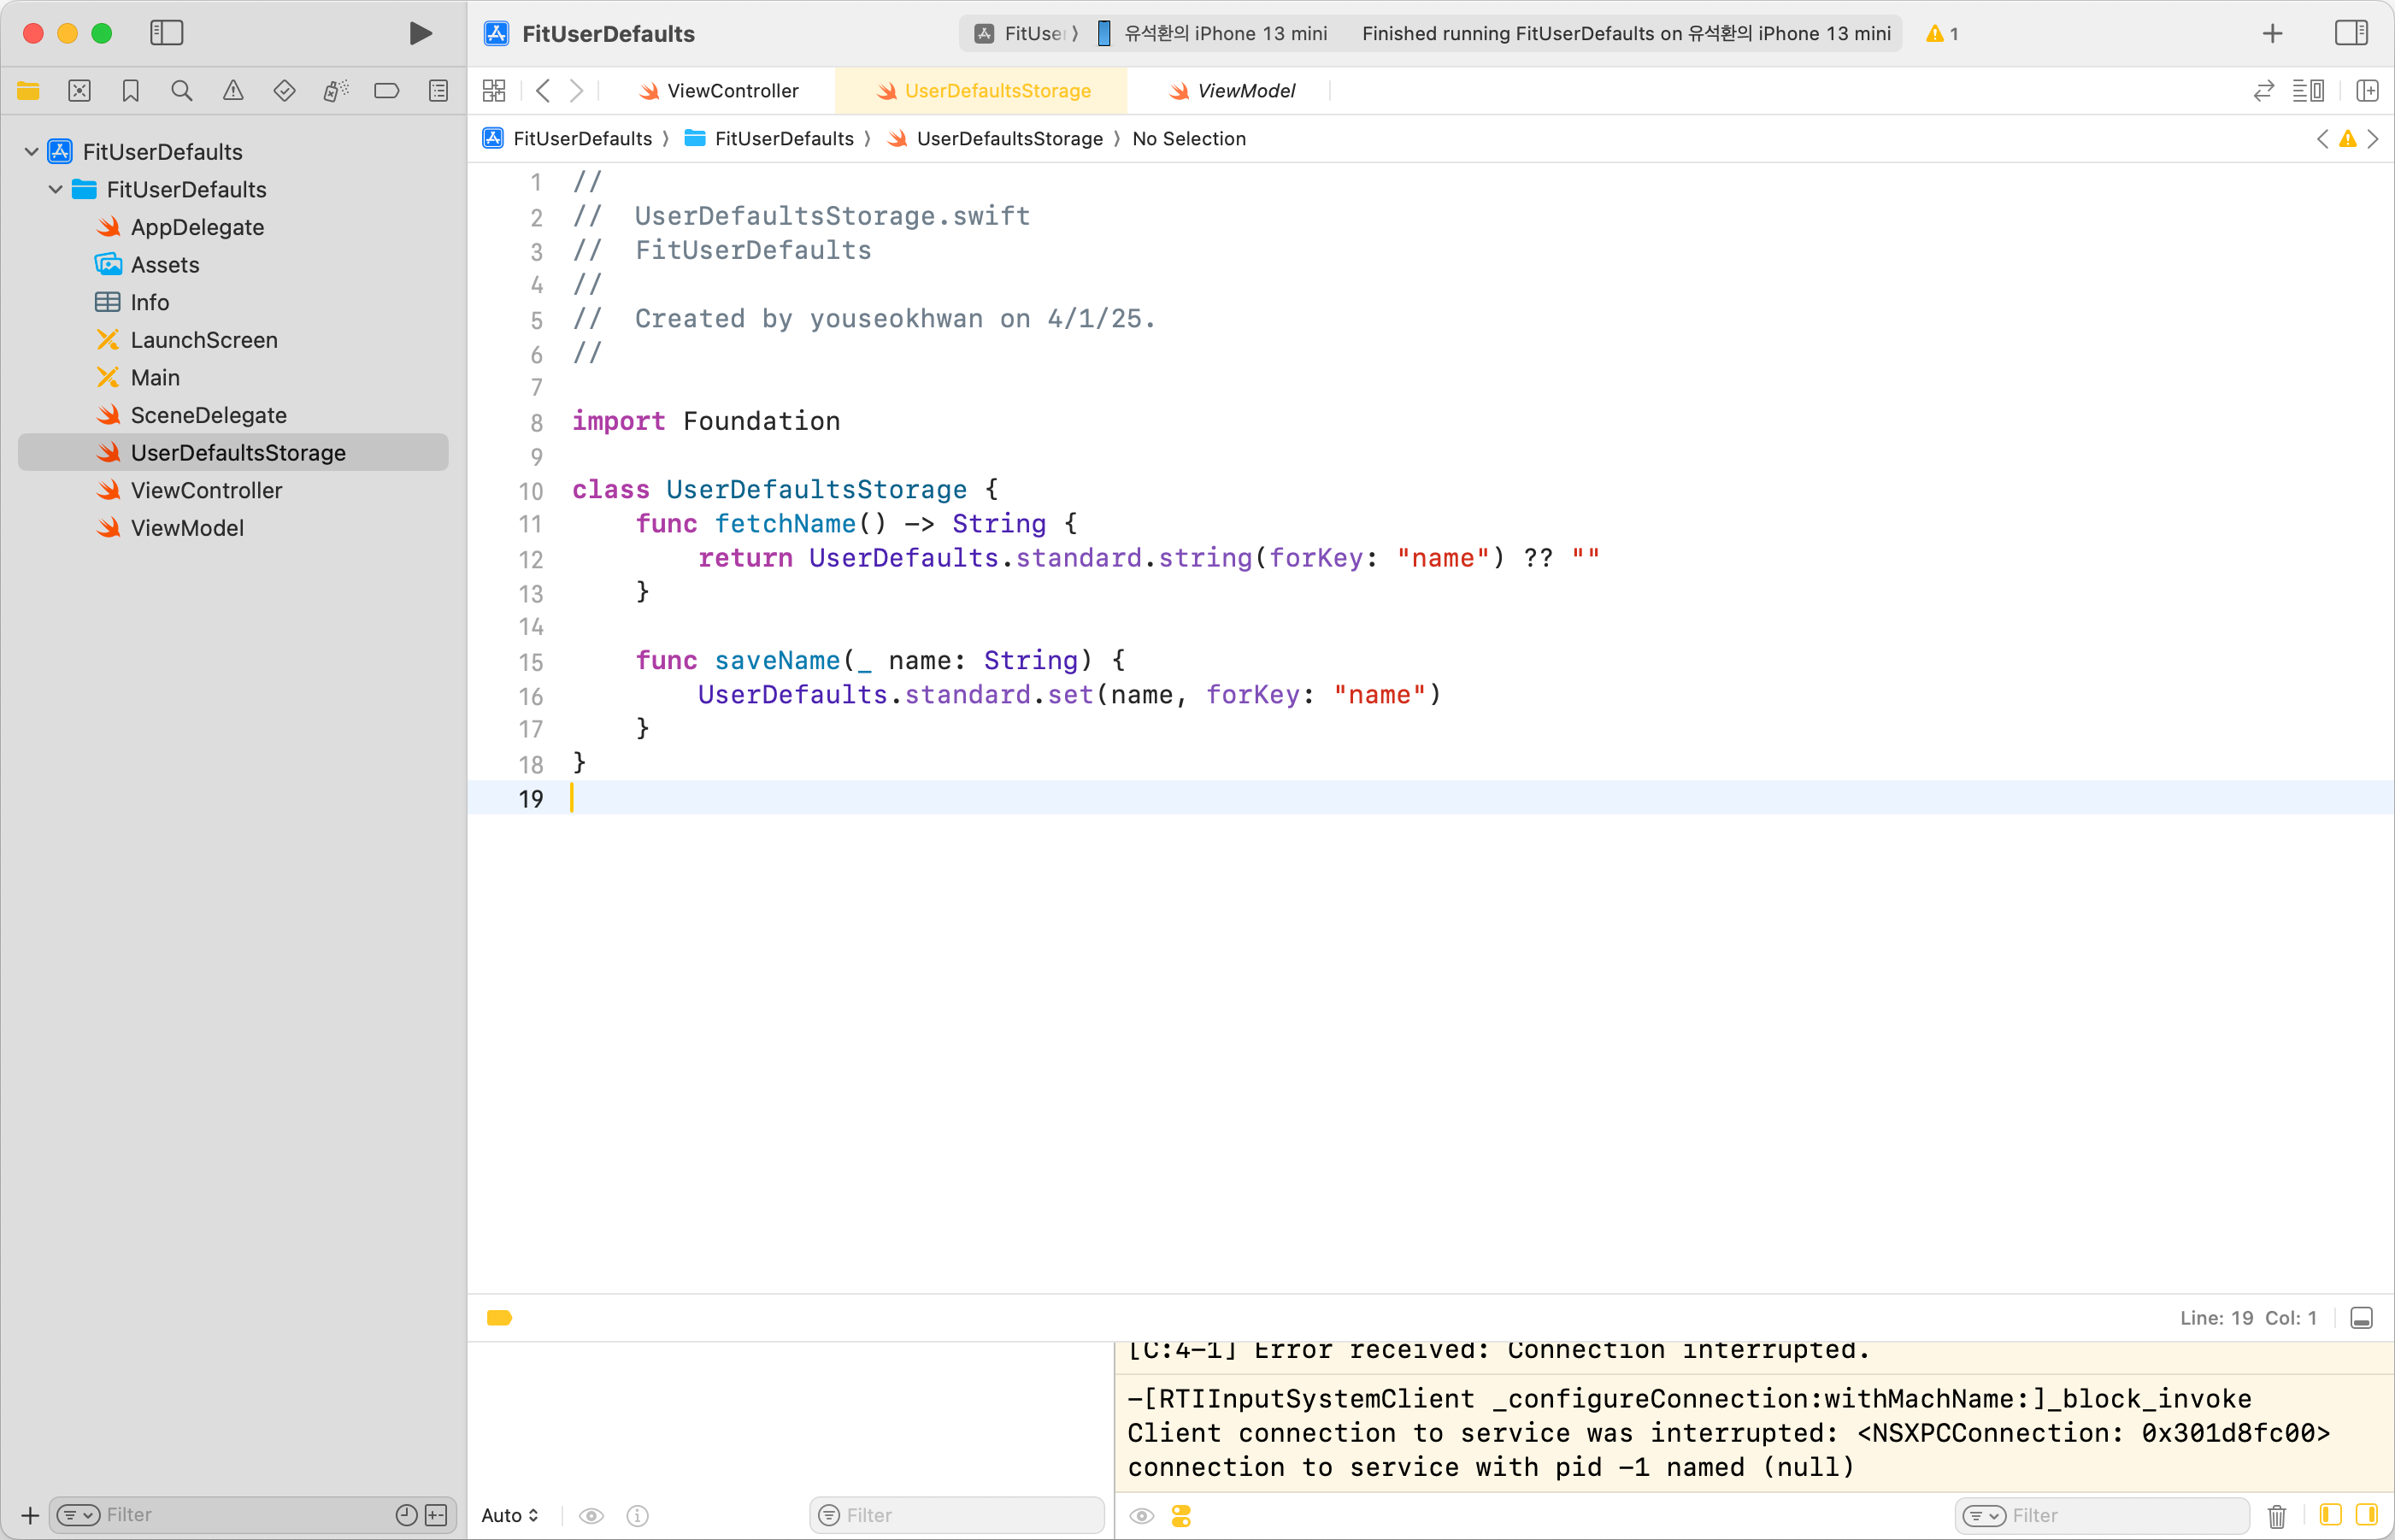 FitUserDefaults
FitUse 〉 유석환의 iPhone 13 mini Finished running FitUserDefaults on 유석환의 iPhone 13 mini 1
ViewController
UserDefaultsStorage
ViewModel
FitUserDefaults 〉 FitUserDefaults 〉 UserDefaultsStorage 〉 No Selection
FitUserDefaults
FitUserDefaults
AppDelegate
Assets
Info
LaunchScreen
Main
SceneDelegate
UserDefaultsStorage
ViewController
ViewModel
1 //
2 //  UserDefaultsStorage.swift
3 //  FitUserDefaults
4 //
5 //  Created by youseokhwan on 4/1/25.
6 //
7
8 import Foundation
9
10 class UserDefaultsStorage {
11     func fetchName() -> String {
12         return UserDefaults.standard.string(forKey: "name") ?? ""
13     }
14
15     func saveName(_ name: String) {
16         UserDefaults.standard.set(name, forKey: "name")
17     }
18 }
19
Line: 19 Col: 1
[C:4-1] Error received: Connection interrupted.
-[RTIInputSystemClient _configureConnection:withMachName:]_block_invoke
Client connection to service was interrupted: <NSXPCConnection: 0x301d8fc00>
connection to service with pid -1 named (null)
Filter
Auto
Filter
Filter